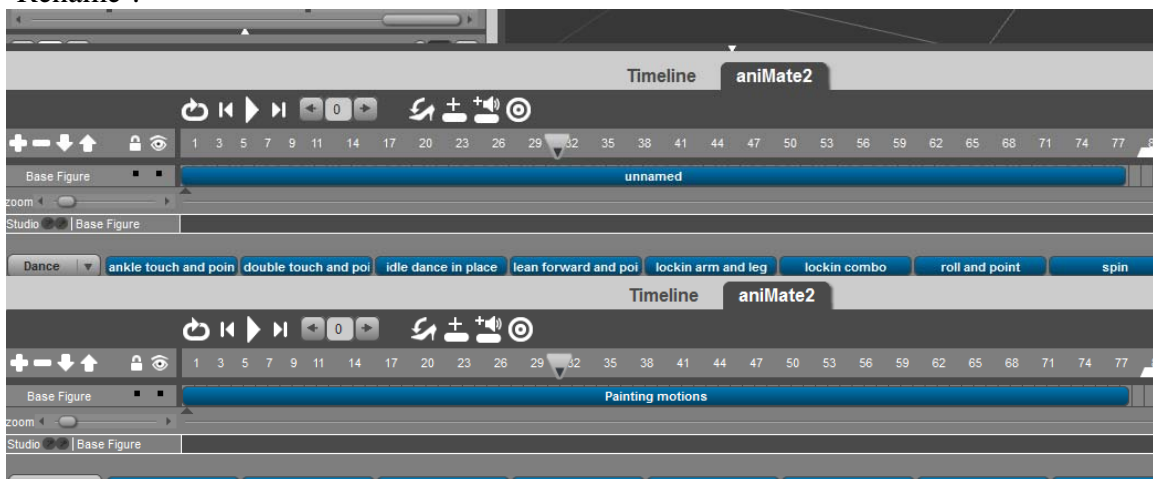 Rename .
Timeline aniMate2
0
1 3 5 7 9 11 14 17 20 23 26 29 32 35 38 41 44 47 50 53 56 59 62 65 68 71 74 77
Base Figure unnamed
zoom
Studio | Base Figure
Dance ankle touch and poin double touch and poi idle dance in place lean forward and poi lockin arm and leg lockin combo roll and point spin
Timeline aniMate2
0
1 3 5 7 9 11 14 17 20 23 26 29 32 35 38 41 44 47 50 53 56 59 62 65 68 71 74 77
Base Figure Painting motions
zoom
Studio | Base Figure